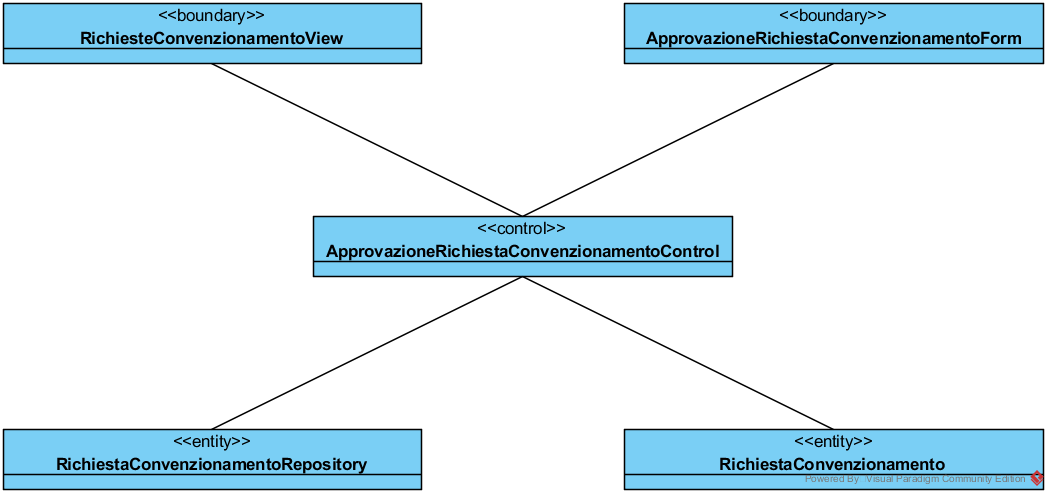 <<boundary>>
RichiesteConvenzionamentoView
<<boundary>>
ApprovazioneRichiestaConvenzionamentoForm
<<control>>
ApprovazioneRichiestaConvenzionamentoControl
<<entity>>
RichiestaConvenzionamentoRepository
<<entity>>
RichiestaConvenzionamento
Powered By Visual Paradigm Community Edition